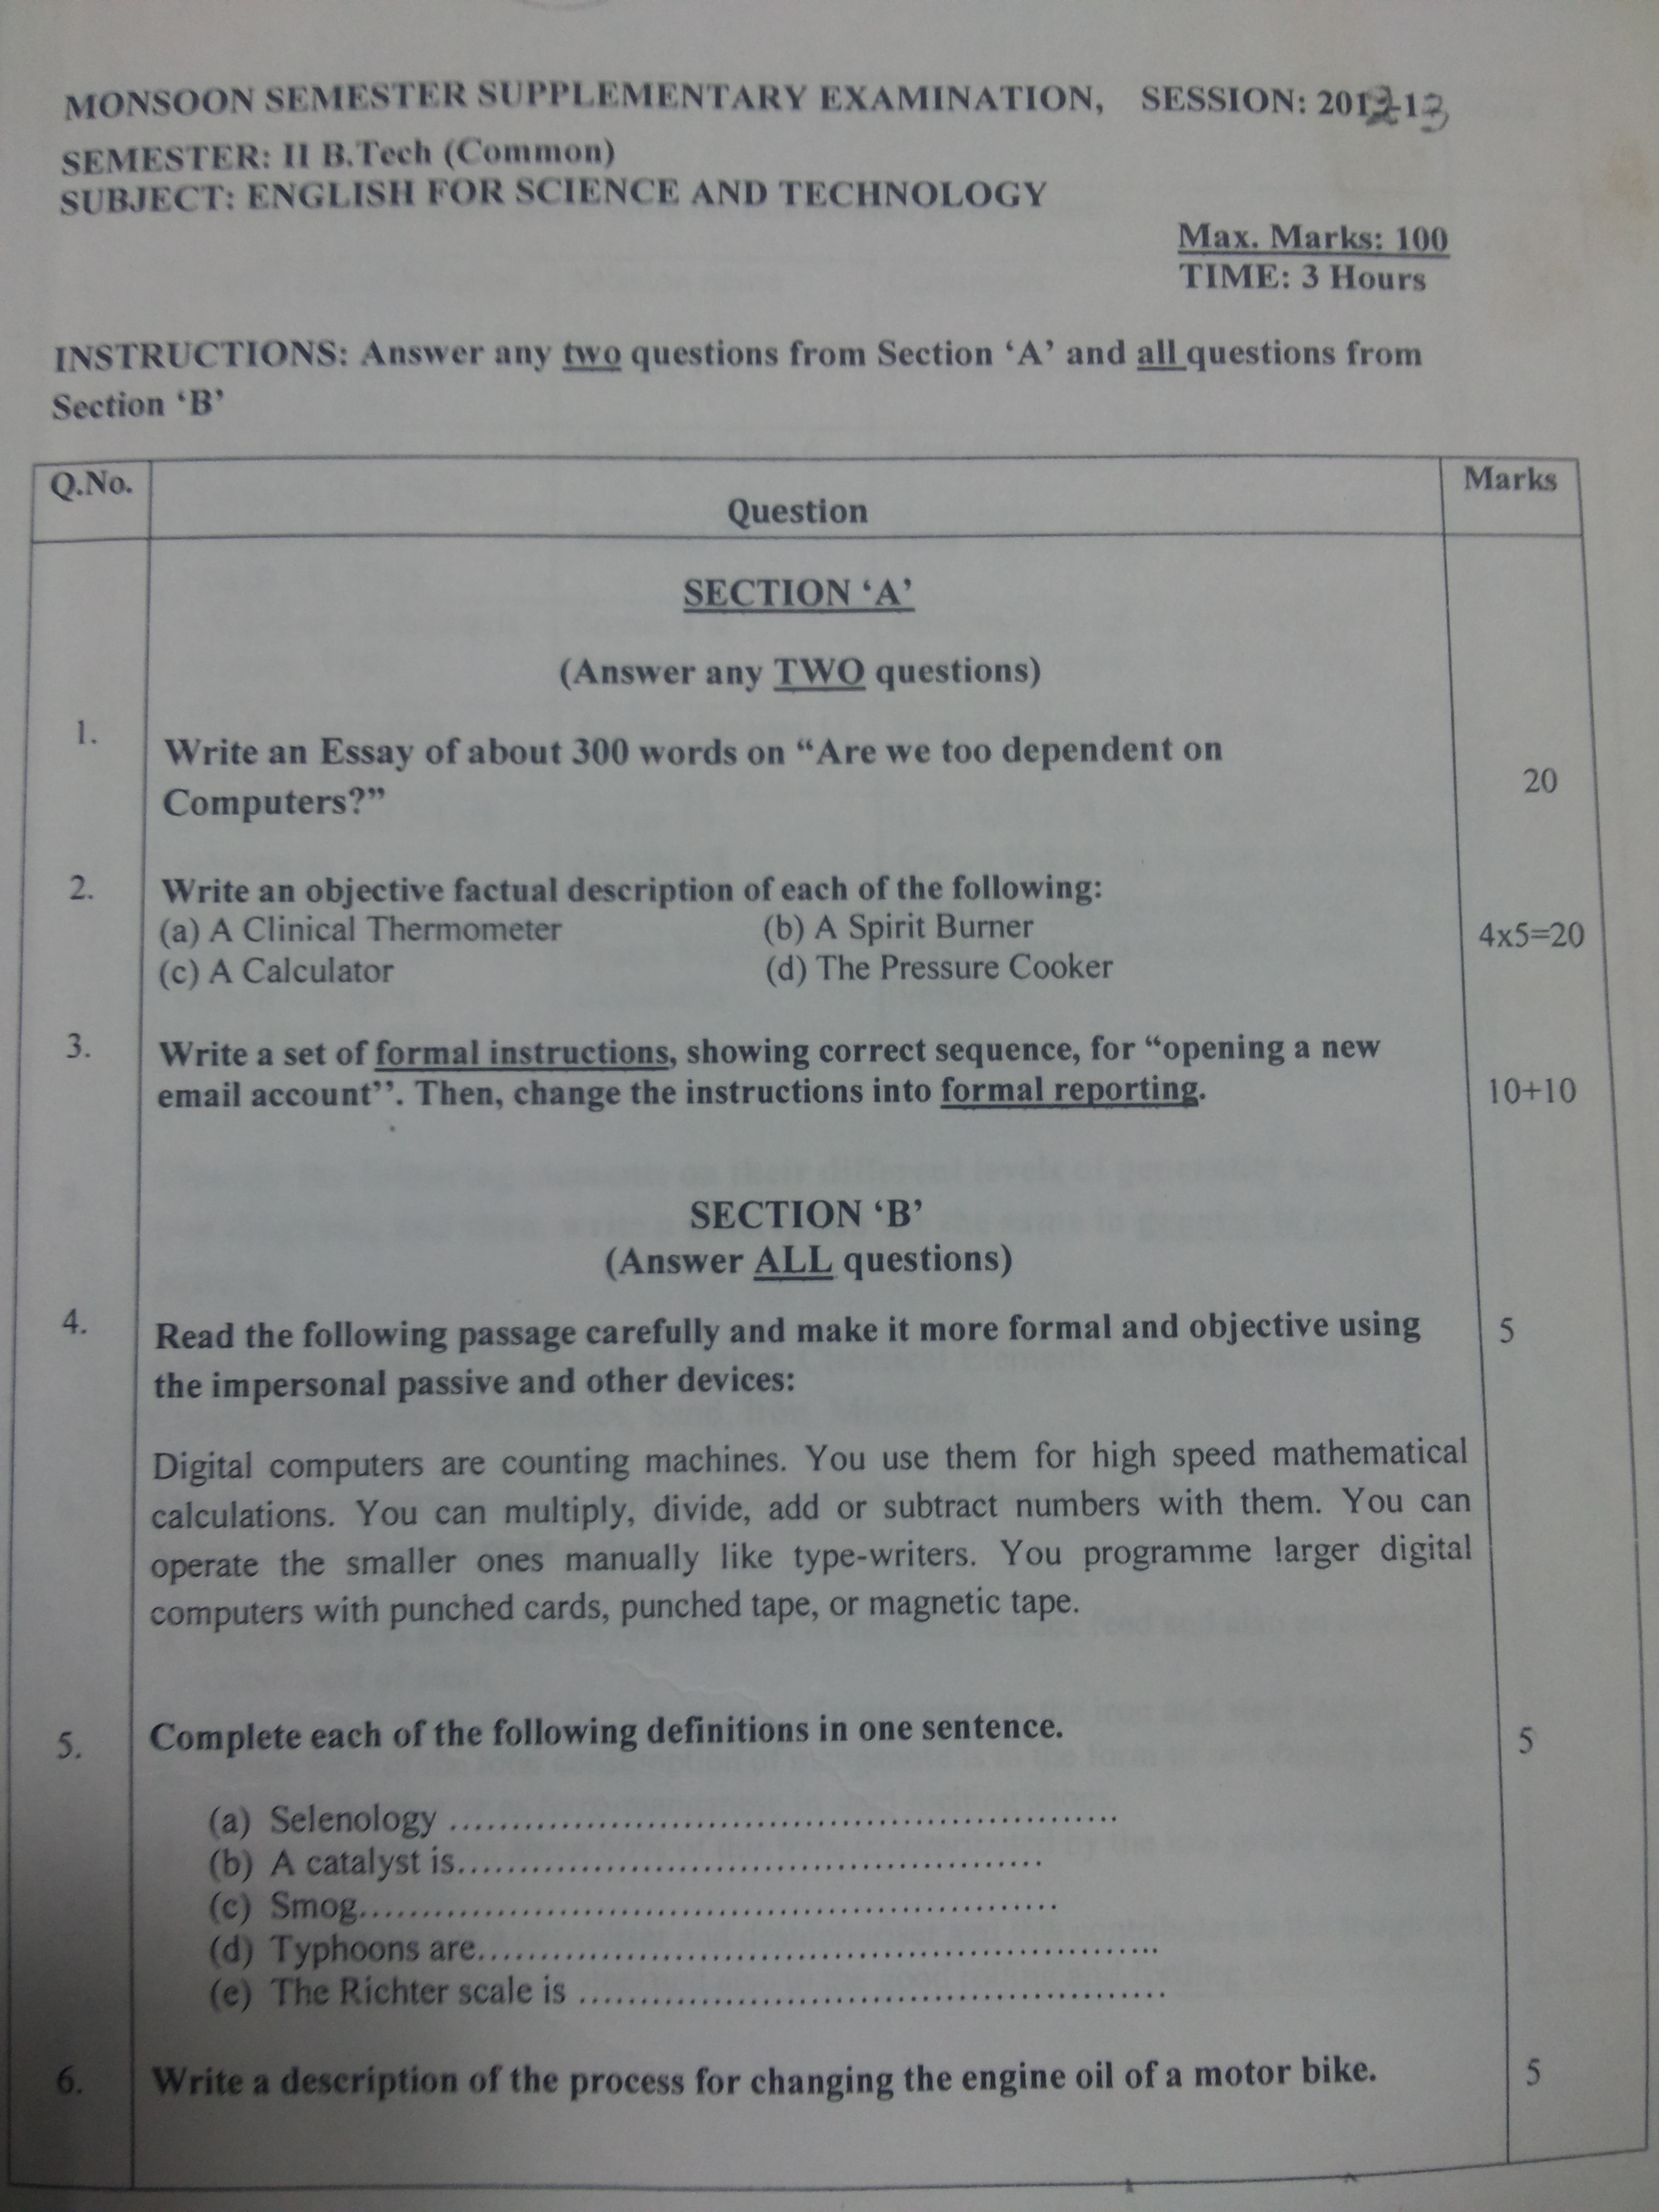 MONSOON SEMESTER SUPPLEMENTARY EXAMINATION, SESSION: 2012-13
SEMESTER: II B.Tech (Common)
SUBJECT: ENGLISH FOR SCIENCE AND TECHNOLOGY
Max. Marks: 100
TIME: 3 Hours
INSTRUCTIONS: Answer any two questions from Section ‘A’ and all questions from
Section ‘B’
Q.No. Question Marks
SECTION ‘A’
(Answer any TWO questions)
1. Write an Essay of about 300 words on “Are we too dependent on
Computers?” 20
2. Write an objective factual description of each of the following:
(a) A Clinical Thermometer (b) A Spirit Burner 4x5=20
(c) A Calculator (d) The Pressure Cooker
3. Write a set of formal instructions, showing correct sequence, for “opening a new
email account’’. Then, change the instructions into formal reporting. 10+10
SECTION ‘B’
(Answer ALL questions)
4. Read the following passage carefully and make it more formal and objective using 5
the impersonal passive and other devices:
Digital computers are counting machines. You use them for high speed mathematical
calculations. You can multiply, divide, add or subtract numbers with them. You can
operate the smaller ones manually like type-writers. You programme larger digital
computers with punched cards, punched tape, or magnetic tape.
5. Complete each of the following definitions in one sentence. 5
(a) Selenology ................................................................
(b) A catalyst is.........................................................
(c) Smog...................................................................
(d) Typhoons are.................................................................
(e) The Richter scale is ........................................................
6. Write a description of the process for changing the engine oil of a motor bike. 5